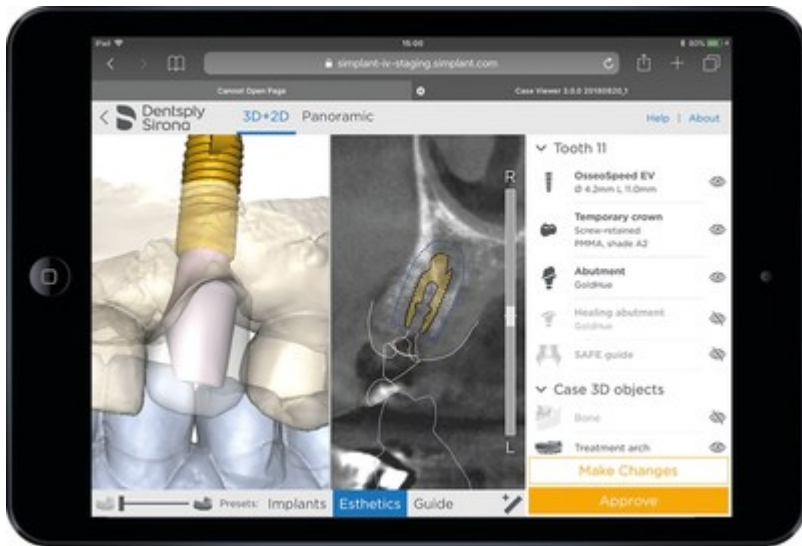 iPad
15:00
80%
simplant-iv-staging.simplant.com
Cannot Open Page
Case Viewer 3.0.0 20180820_1
Dentsply
Sirona
3D+2D
Panoramic
Help | About
Tooth 11
OsseoSpeed EV
Ø 4.2mm L 11.0mm
Temporary crown
Screw-retained
PMMA, shade A2
Abutment
GoldHue
Healing abutment
GoldHue
SAFE guide
Case 3D objects
Bone
Treatment arch
R
L
Make Changes
Approve
Presets: Implants Esthetics Guide